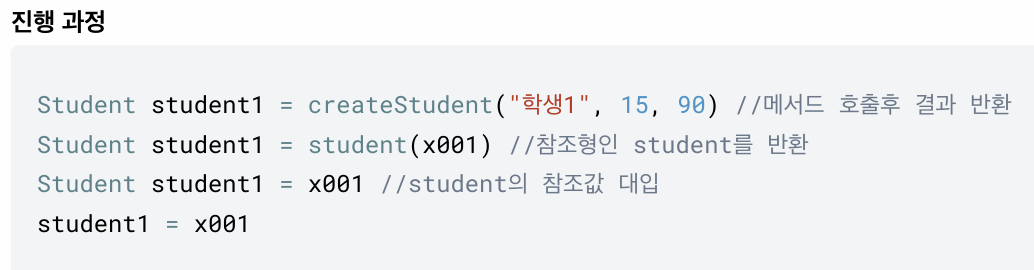 진행 과정
Student student1 = createStudent("학생1", 15, 90) //메서드 호출후 결과 반환
Student student1 = student(x001) //참조형인 student를 반환
Student student1 = x001 //student의 참조값 대입
student1 = x001